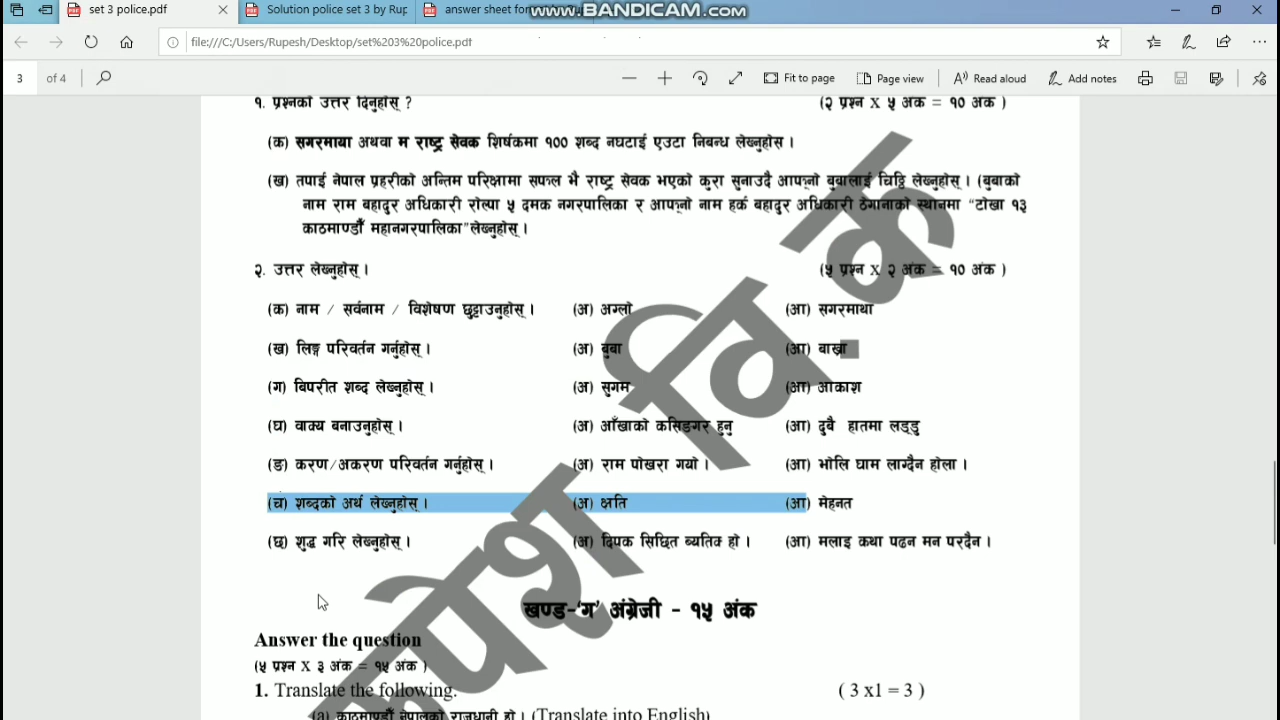 set 3 police.pdf
Solution police set 3 by Rup
answer sheet for
www.BANDICAM.com
file:///C:/Users/Rupesh/Desktop/set%203%20police.pdf
3 of 4
Fit to page
Page view
Read aloud
Add notes
१. प्रश्नको उत्तर दिनुहोस् ? (२ प्रश्न X ५ अंक = १० अंक )
(क) सगरमाथा अथवा म राष्ट्र सेवक शिर्षकमा १०० शब्द नघटाई एउटा निबन्ध लेख्नुहोस् ।
(ख) तपाई नेपाल प्रहरीको अन्तिम परिक्षामा सफल भै राष्ट्र सेवक भएको कुरा सुनाउदै आफ्नो बुबालाई चिठ्ठि लेख्नुहोस् । (बुबाको
नाम राम बहादुर अधिकारी रोल्पा ५ दमक नगरपालिका र आफ्नो नाम हर्क बहादुर अधिकारी ठेगानाको स्थानमा "टोखा १३
काठमाण्डौँ महानगरपालिका" लेख्नुहोस् ।
२. उत्तर लेख्नुहोस् । (५ प्रश्न X २ अंक = १० अंक )
(क) नाम / सर्वनाम / विशेषण छुट्टाउनुहोस् । (अ) अग्लो (आ) सगरमाथा
(ख) लिङ्ग परिवर्तन गर्नुहोस् । (अ) बुबा (आ) बाख्रा
(ग) बिपरीत शब्द लेख्नुहोस् । (अ) सुगम (आ) आकाश
(घ) वाक्य बनाउनुहोस् । (अ) आँखाको कसिङगर हुनु (आ) दुबै हातमा लड्डु
(ङ) करण/अकरण परिवर्तन गर्नुहोस् । (अ) राम पोखरा गयो । (आ) भोलि घाम लाग्दैन होला ।
(च) शब्दको अर्थ लेख्नुहोस् । (अ) क्षति (आ) मेहनत
(छ) शुद्ध गरि लेख्नुहोस् । (अ) दिपक सिछित ब्यतिक्त हो । (आ) मलाइ कथा पढन मन परदैन ।
रुपेश वि.क
खण्ड-'ग' अंग्रेजी - १५ अंक
Answer the question
(५ प्रश्न X ३ अंक = १५ अंक )
1. Translate the following. ( 3 x1 = 3 )
(a) काठमाण्डौँ नेपालको राजधानी हो । (Translate into English)